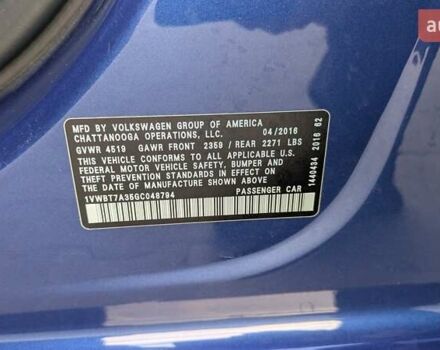 MFD BY VOLKSWAGEN GROUP OF AMERICA
CHATTANOOGA OPERATIONS, LLC. 04/2016
GVWR 4519 GAWR FRONT 2359 / REAR 2271 LBS
THIS VEHICLE CONFORMS TO ALL APPLICABLE U.S.
FEDERAL MOTOR VEHICLE SAFETY, BUMPER AND
THEFT PREVENTION STANDARDS IN EFFECT ON THE
DATE OF MANUFACTURE SHOWN ABOVE
1VWBT7A35GC048794 PASSENGER CAR
1440434 2016 62